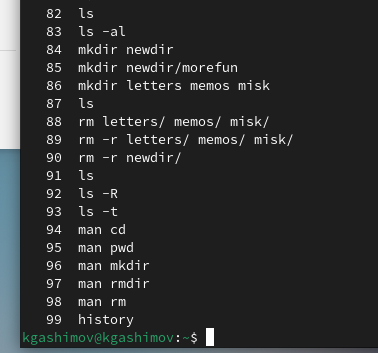 82 ls
83 ls -al
84 mkdir newdir
85 mkdir newdir/morefun
86 mkdir letters memos misk
87 ls
88 rm letters/ memos/ misk/
89 rm -r letters/ memos/ misk/
90 rm -r newdir/
91 ls
92 ls -R
93 ls -t
94 man cd
95 man pwd
96 man mkdir
97 man rmdir
98 man rm
99 history
kgashimov@kgashimov:~$